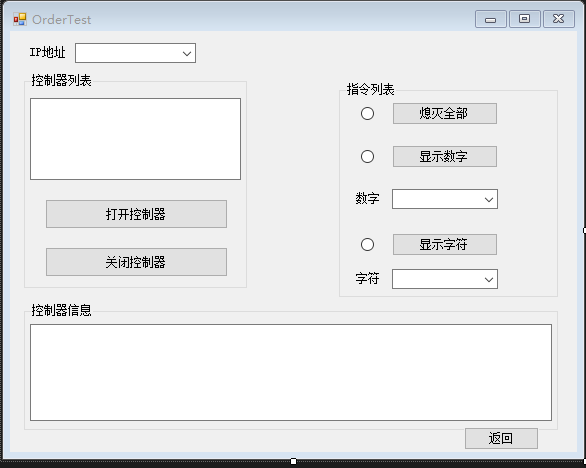 OrderTest
IP地址
控制器列表
打开控制器
关闭控制器
指令列表
熄灭全部
显示数字
数字
显示字符
字符
控制器信息
返回